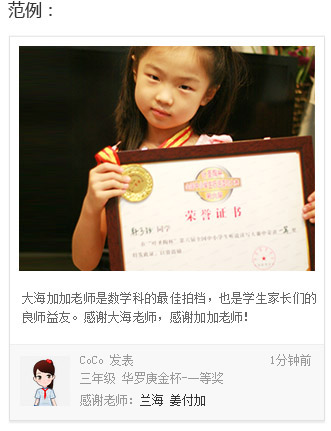 范例：
荣誉证书
同学
大海加加老师是数学科的最佳拍档，也是学生家长们的
良师益友。感谢大海老师，感谢加加老师！
CoCo 发表
1分钟前
三年级 华罗庚金杯-一等奖
感谢老师：兰海 姜付加